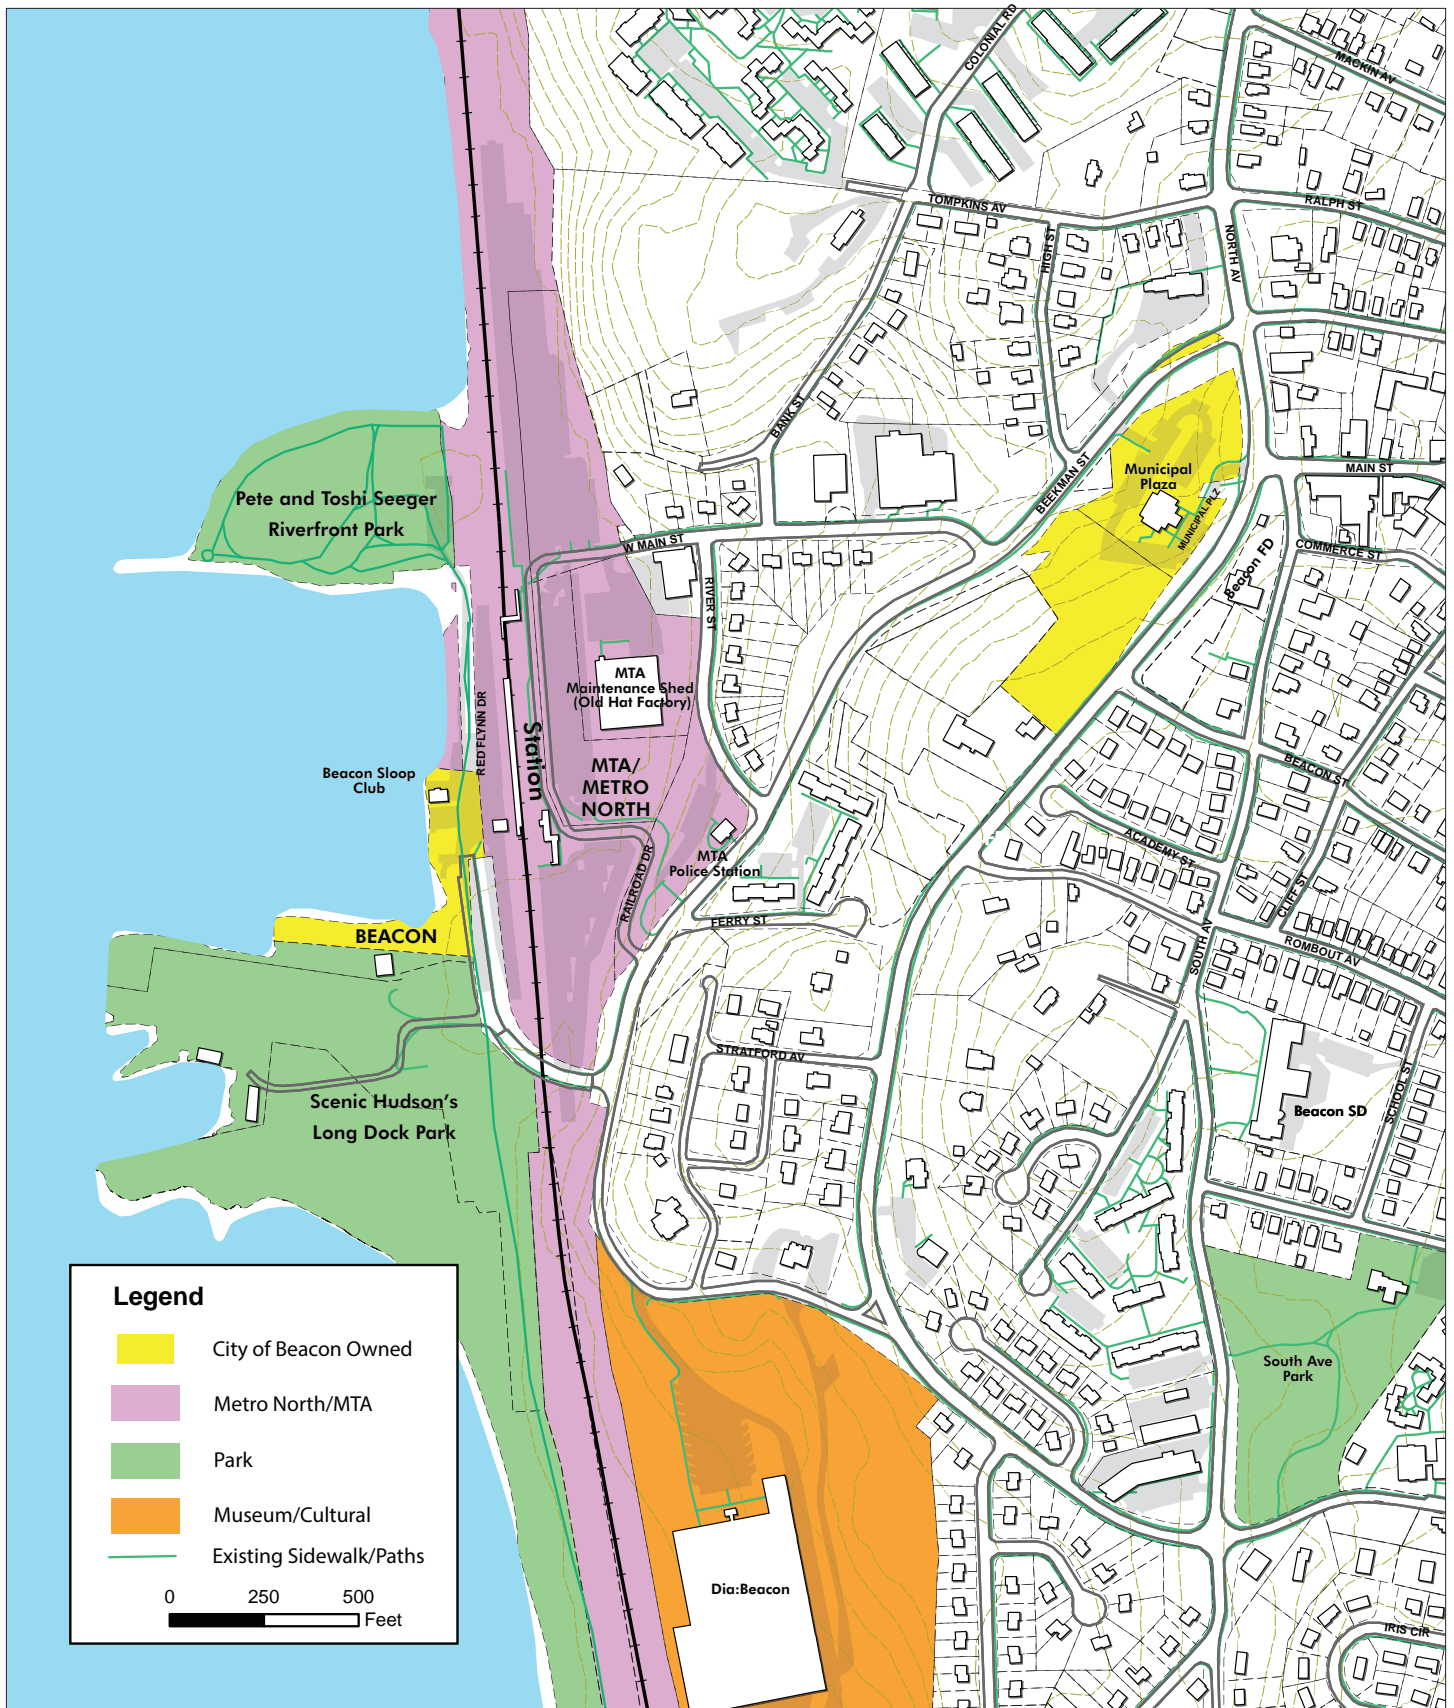 COLONIAL RD
MACKIN AV
TOMPKINS AV
RALPH ST
HIGH ST
NORTH AV
BANK ST
BEEKMAN ST
MAIN ST
Municipal
Plaza
MUNICIPAL PLZ
Pete and Toshi Seeger
Riverfront Park
W MAIN ST
COMMERCE ST
Beacon FD
RIVER ST
MTA
Maintenance Shed
(Old Hat Factory)
RED FLYNN DR
Station
MTA/
METRO
NORTH
Beacon Sloop
Club
BEACON ST
ACADEMY ST
MTA
Police Station
RAILROAD DR
CLIFF ST
FERRY ST
BEACON
SOUTH AV
ROMBOUT AV
STRATFORD AV
SCHOOL ST
Beacon SD
Scenic Hudson's
Long Dock Park
South Ave
Park
Legend
City of Beacon Owned
Metro North/MTA
Park
Museum/Cultural
Existing Sidewalk/Paths
0 250 500
Feet
Dia:Beacon
IRIS CIR